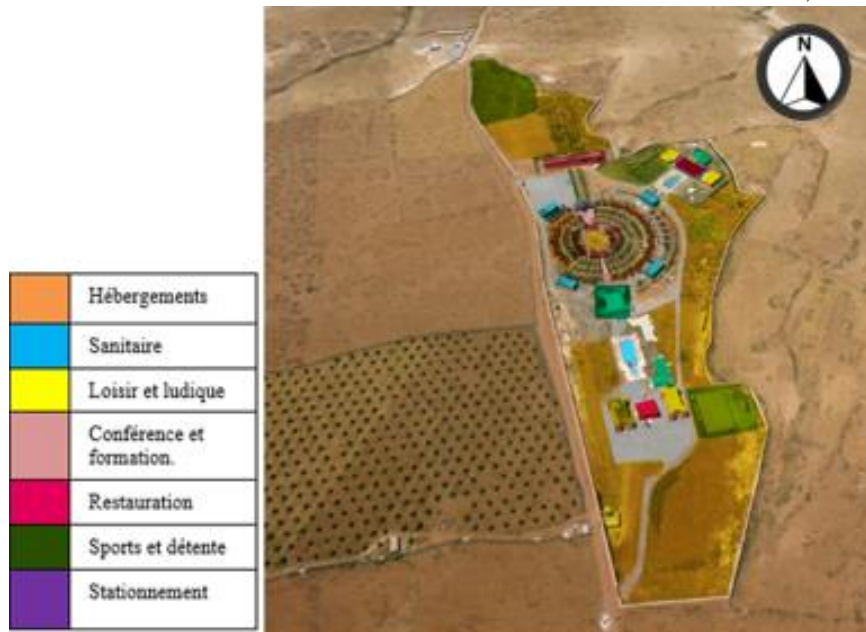 N
Hébergements
Sanitaire
Loisir et ludique
Conférence et
formation.
Restauration
Sports et détente
Stationnement